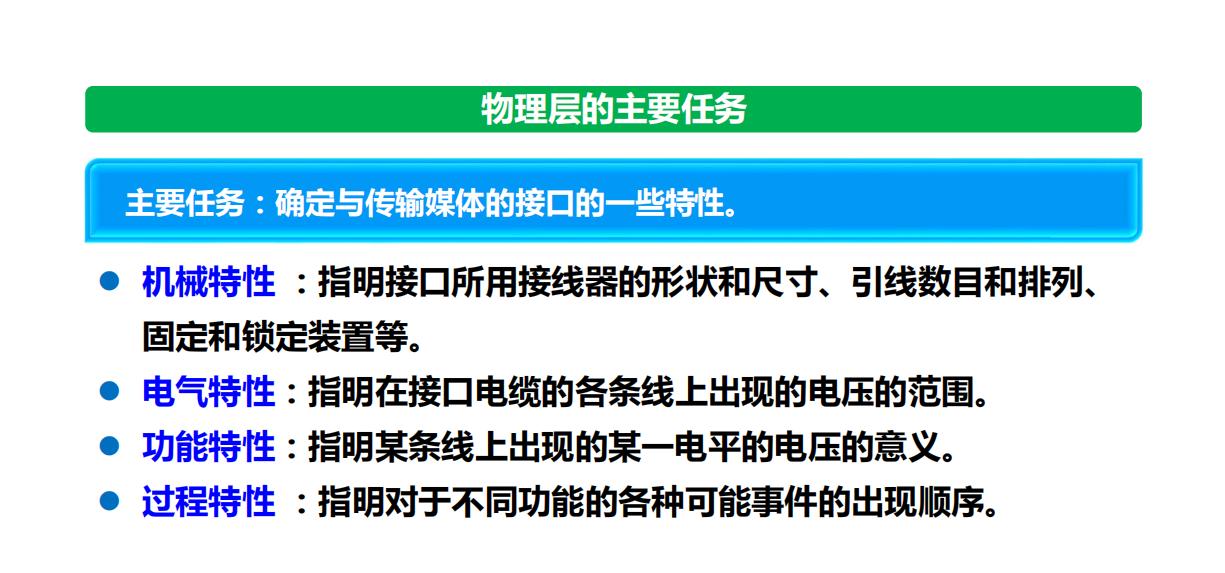 物理层的主要任务
主要任务：确定与传输媒体的接口的一些特性。
机械特性 ：指明接口所用接线器的形状和尺寸、引线数目和排列、
固定和锁定装置等。
电气特性：指明在接口电缆的各条线上出现的电压的范围。
功能特性：指明某条线上出现的某一电平的电压的意义。
过程特性 ：指明对于不同功能的各种可能事件的出现顺序。